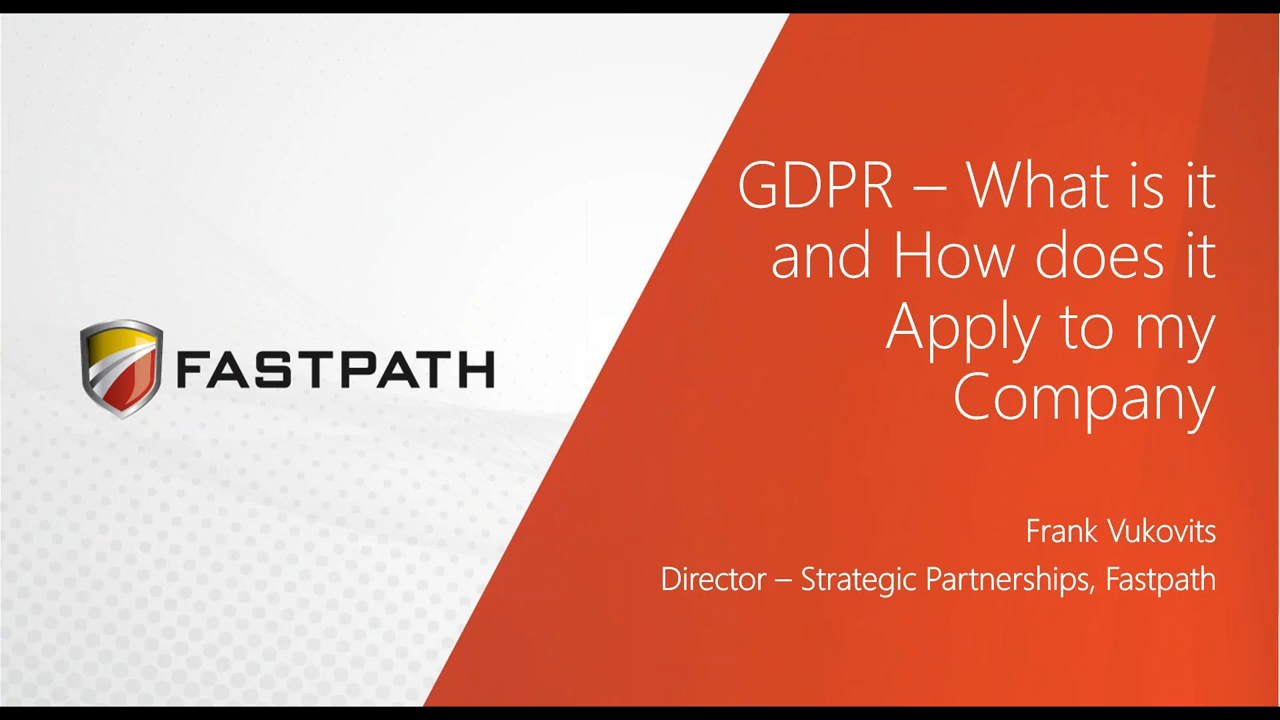 FASTPATH
GDPR – What is it
and How does it
Apply to my
Company
Frank Vukovits
Director – Strategic Partnerships, Fastpath